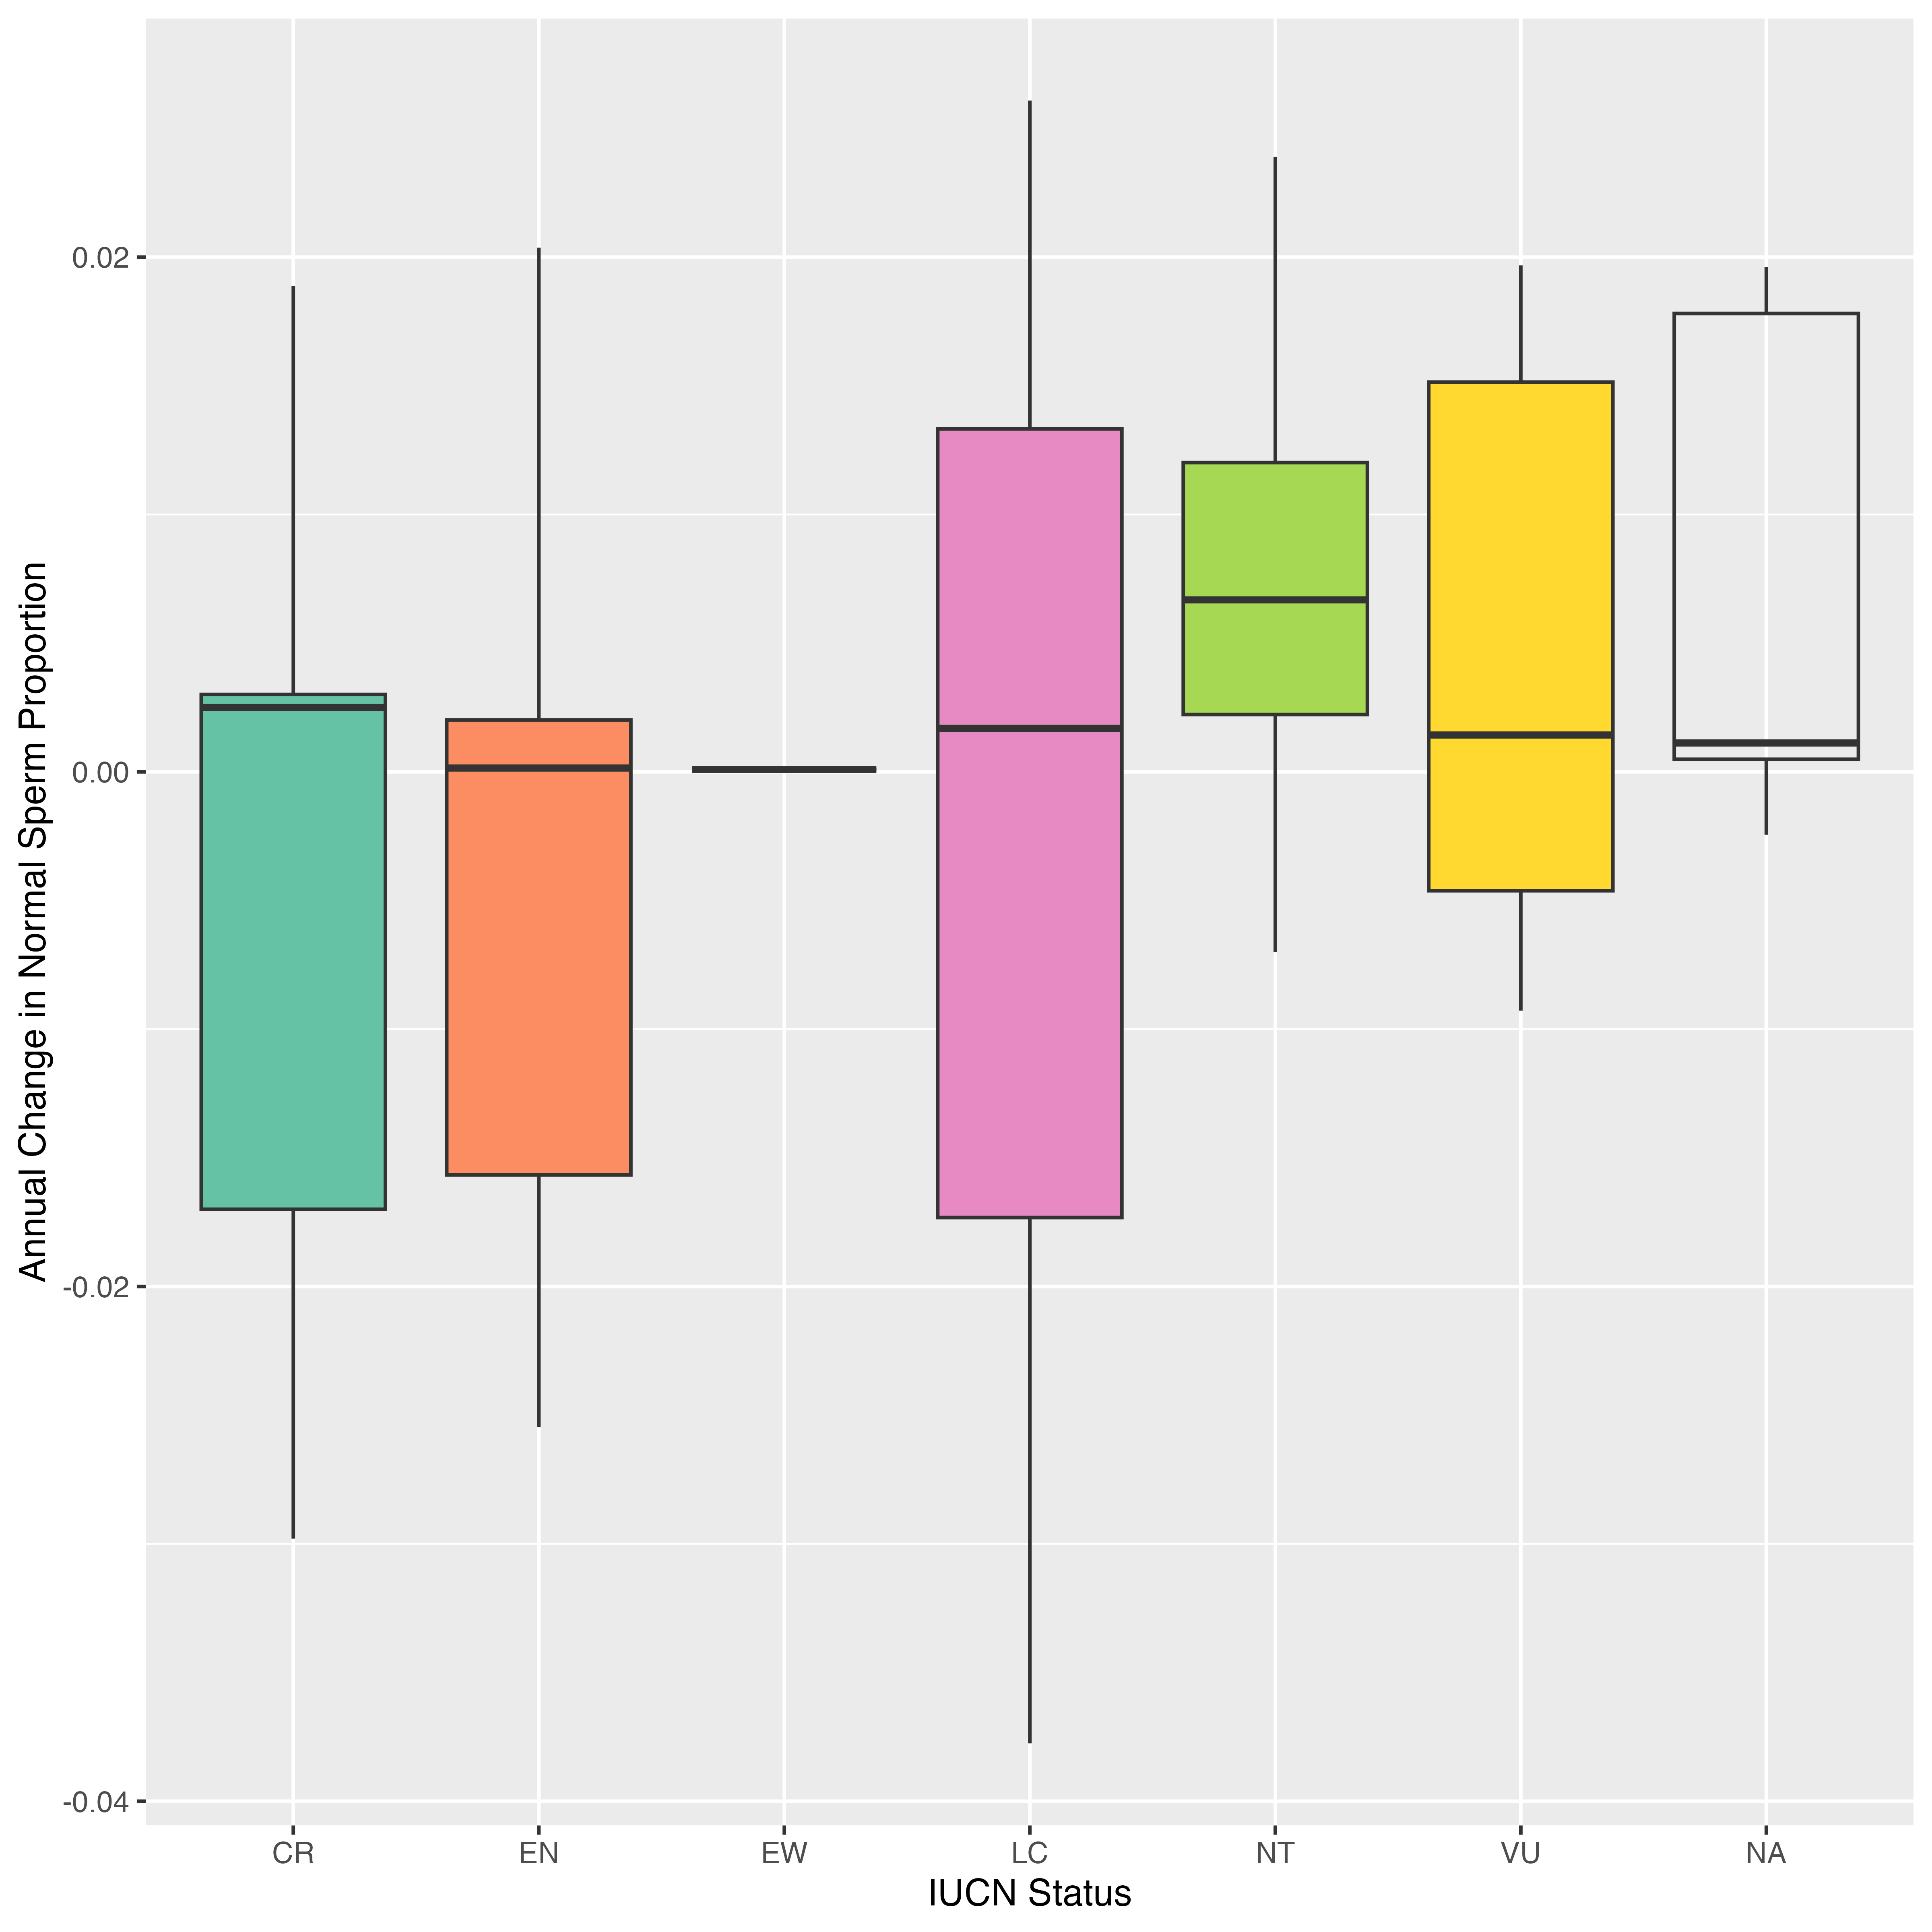 Annual Change in Normal Sperm Proportion
0.02
0.00
-0.02
-0.04
CR EN EW LC NT VU NA
IUCN Status